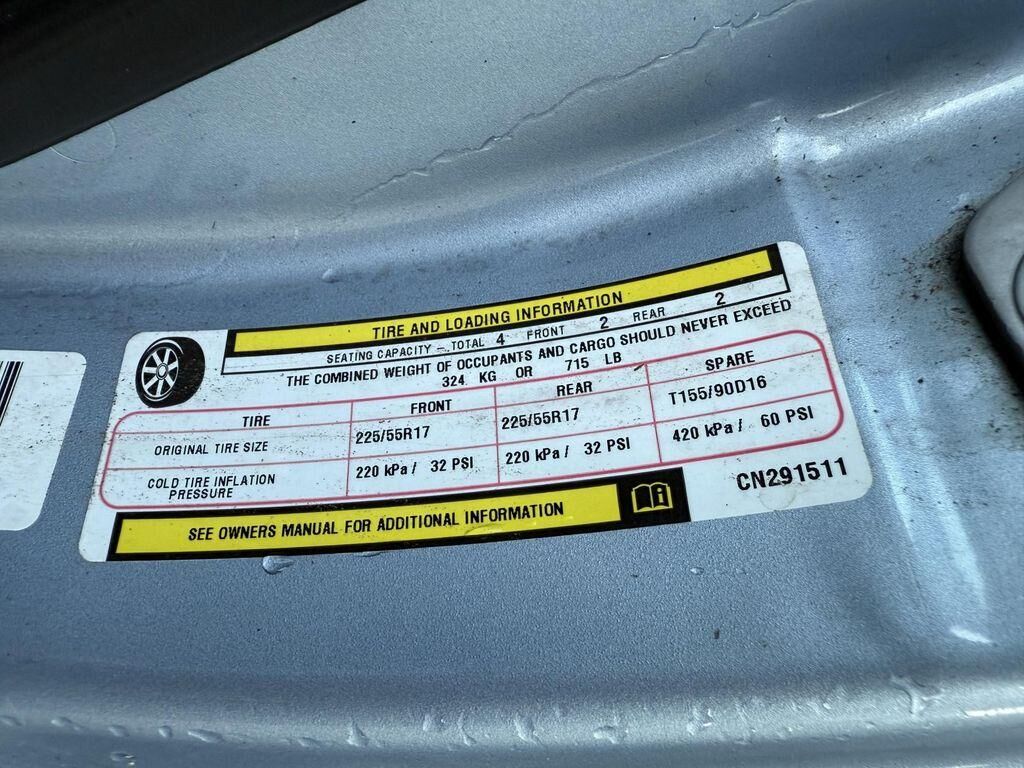 TIRE AND LOADING INFORMATION
SEATING CAPACITY – TOTAL 4 FRONT 2 REAR 2
THE COMBINED WEIGHT OF OCCUPANTS AND CARGO SHOULD NEVER EXCEED
324 KG OR 715 LB
TIRE FRONT REAR SPARE
ORIGINAL TIRE SIZE 225/55R17 225/55R17 T155/90D16
COLD TIRE INFLATION PRESSURE 220 kPa / 32 PSI 220 kPa / 32 PSI 420 kPa / 60 PSI
SEE OWNERS MANUAL FOR ADDITIONAL INFORMATION
CN291511